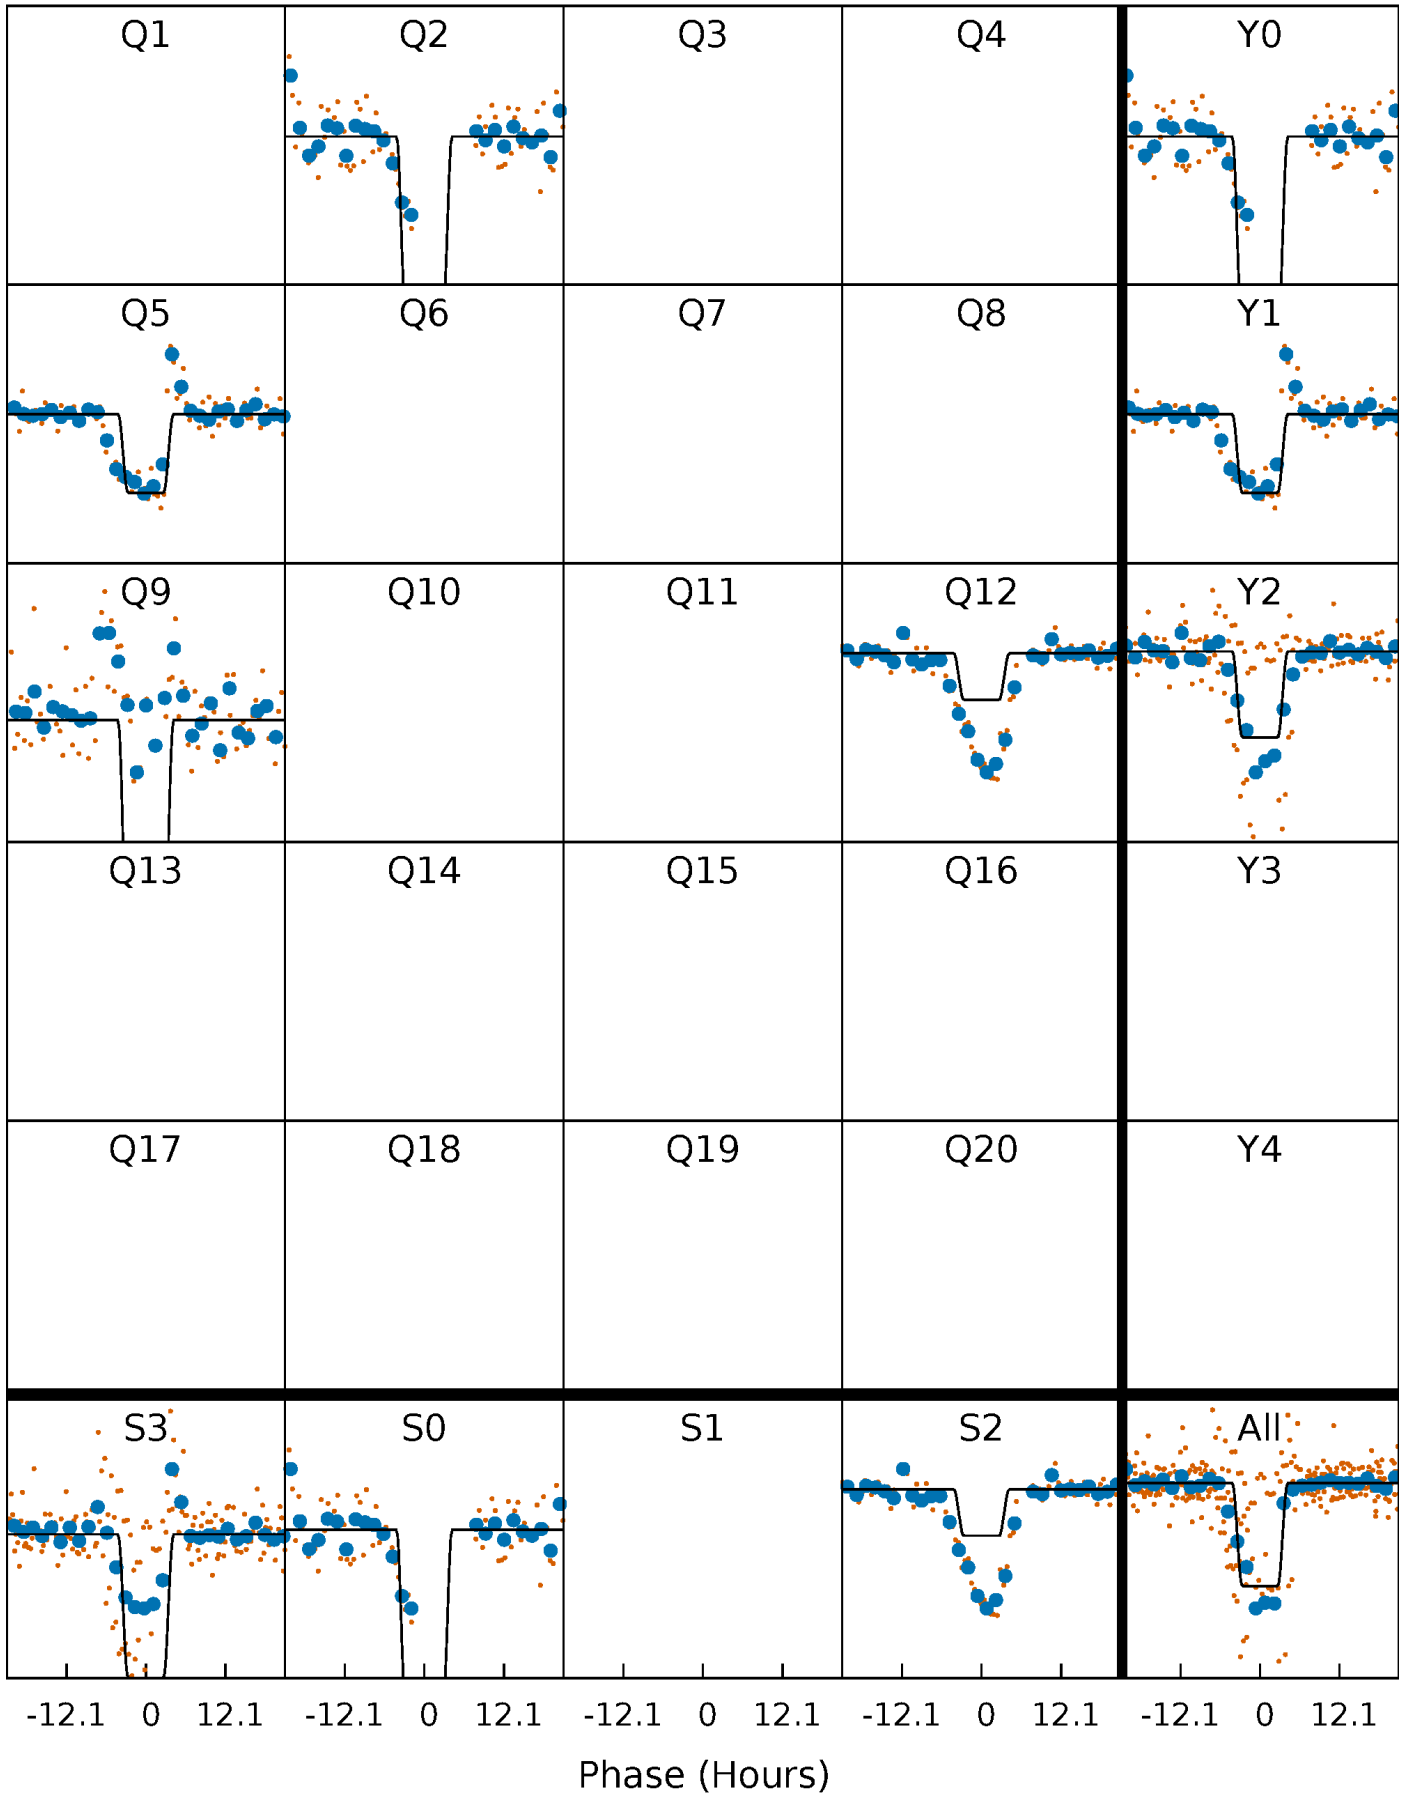 Q1 Q2 Q3 Q4 Y0
Q5 Q6 Q7 Q8 Y1
Q9 Q10 Q11 Q12 Y2
Q13 Q14 Q15 Q16 Y3
Q17 Q18 Q19 Q20 Y4
S3 S0 S1 S2 All
-12.1 0 12.1 -12.1 0 12.1 -12.1 0 12.1 -12.1 0 12.1 -12.1 0 12.1
Phase (Hours)